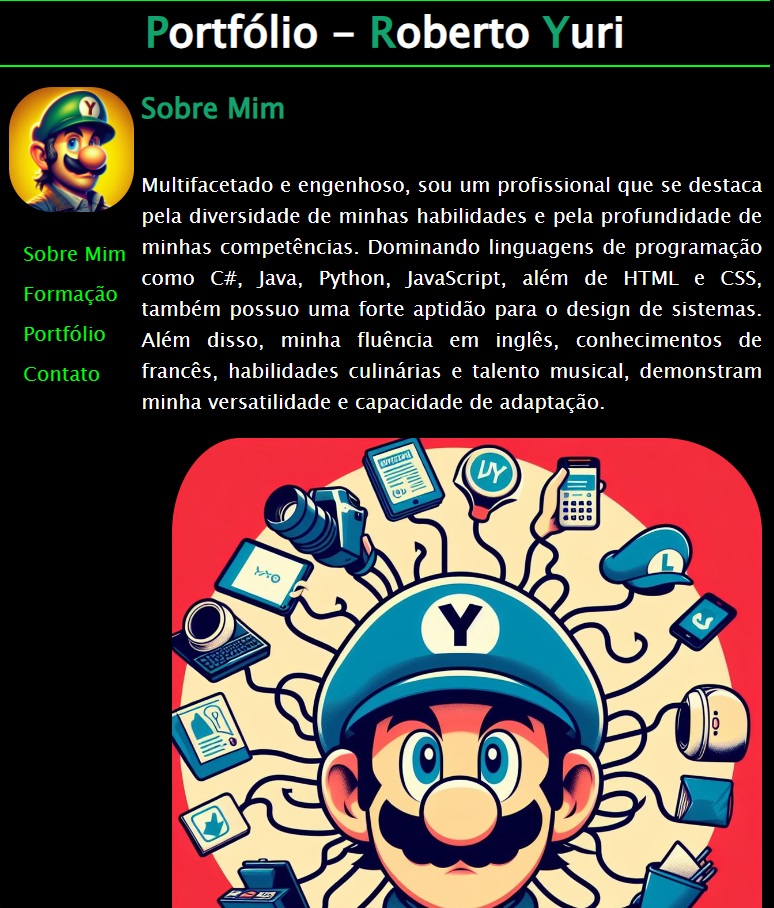 Portfólio – Roberto Yuri
Y
Sobre Mim
Sobre Mim
Formação
Portfólio
Contato
Multifacetado e engenhoso, sou um profissional que se destaca
pela diversidade de minhas habilidades e pela profundidade de
minhas competências. Dominando linguagens de programação
como C#, Java, Python, JavaScript, além de HTML e CSS,
também possuo uma forte aptidão para o design de sistemas.
Além disso, minha fluência em inglês, conhecimentos de
francês, habilidades culinárias e talento musical, demonstram
minha versatilidade e capacidade de adaptação.
L
Y